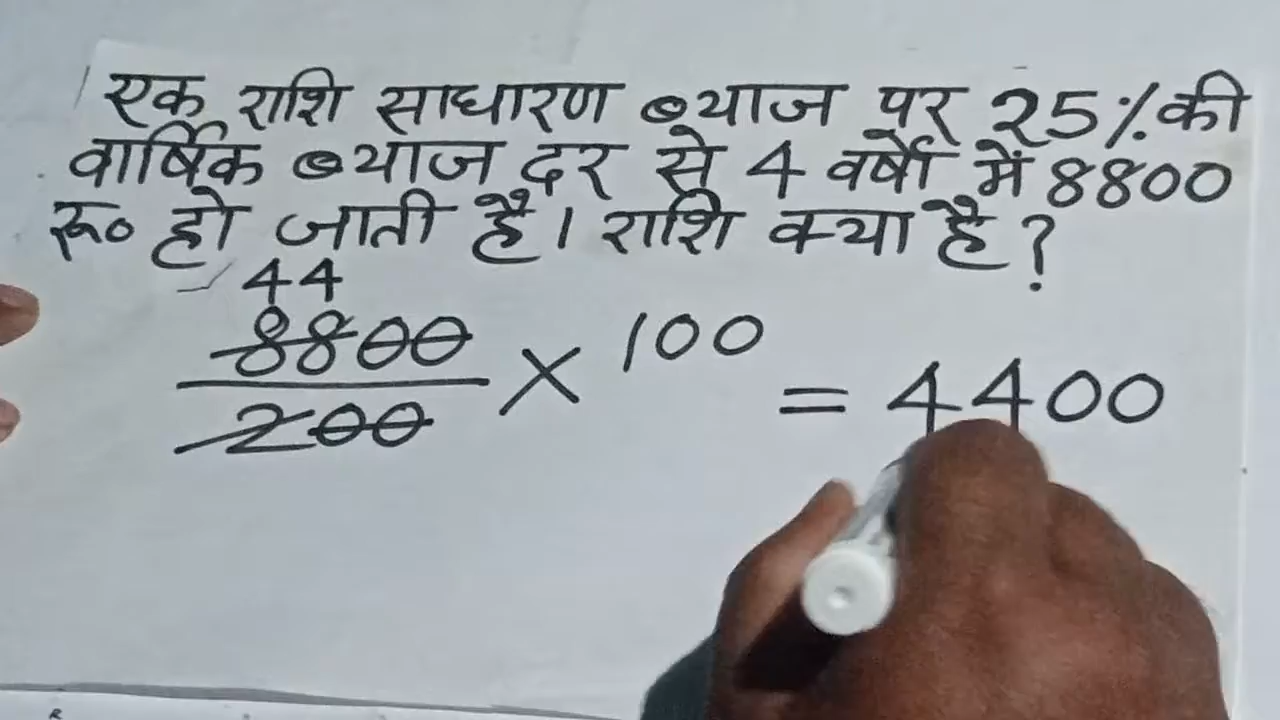 एक राशि साधारण ब्याज पर 25% की
वार्षिक ब्याज दर से 4 वर्षो में 8800
रू० हो जाती है। राशि क्या है?
44
8800
200
× 100 = 4400